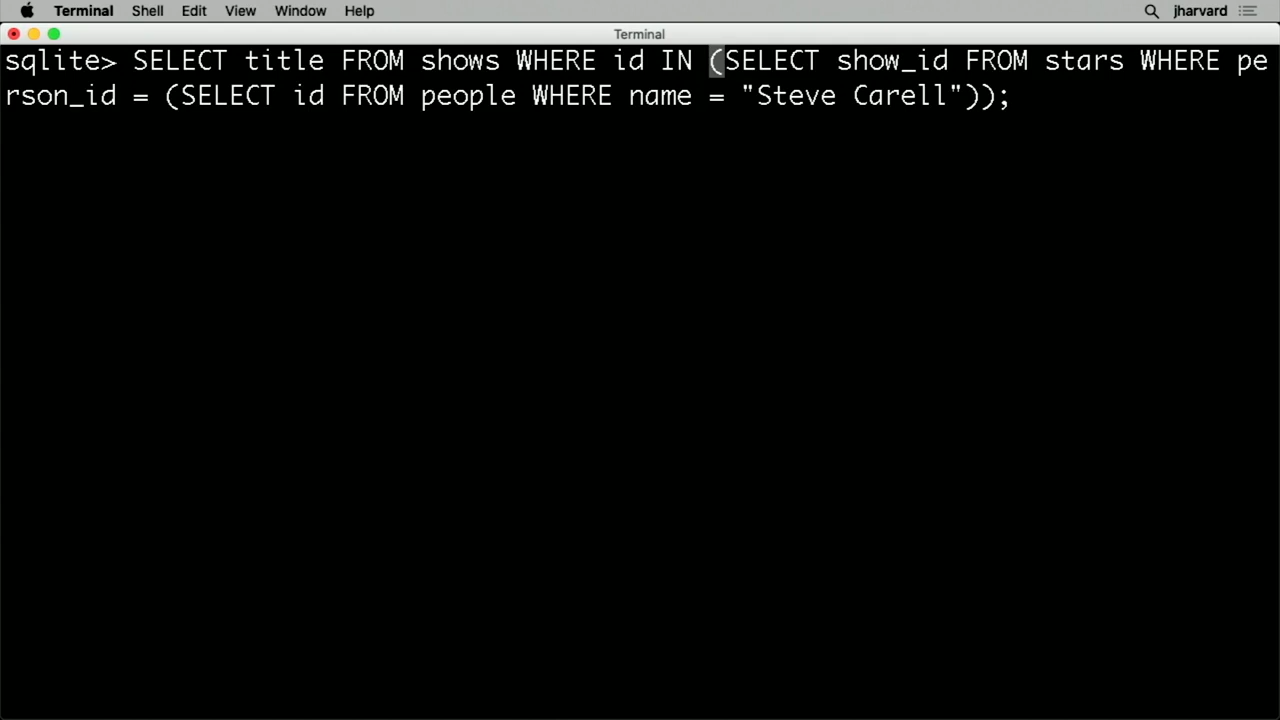 Terminal Shell Edit View Window Help jharvard
Terminal
sqlite> SELECT title FROM shows WHERE id IN (SELECT show_id FROM stars WHERE pe
rson_id = (SELECT id FROM people WHERE name = "Steve Carell"));